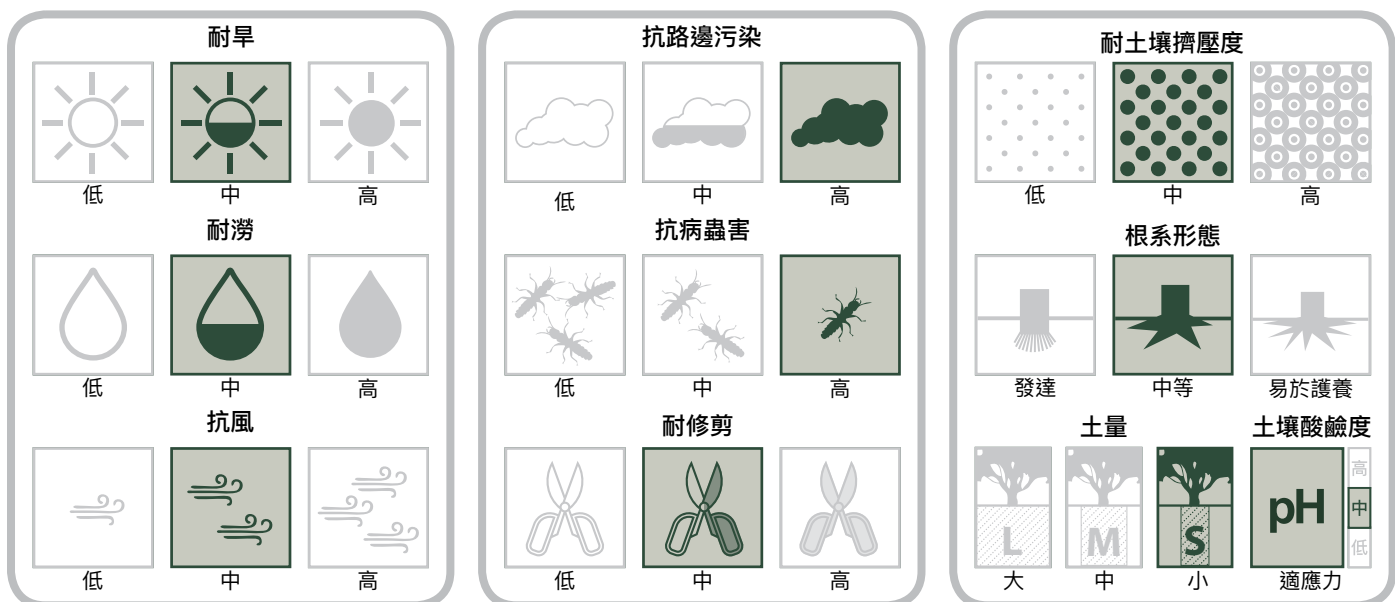 耐旱
低 中 高
耐澇
低 中 高
抗風
低 中 高
抗路邊污染
低 中 高
抗病蟲害
低 中 高
耐修剪
低 中 高
耐土壤擠壓度
低 中 高
根系形態
發達 中等 易於護養
土量
L M S
大 中 小
土壤酸鹼度
pH
高
中
低
適應力